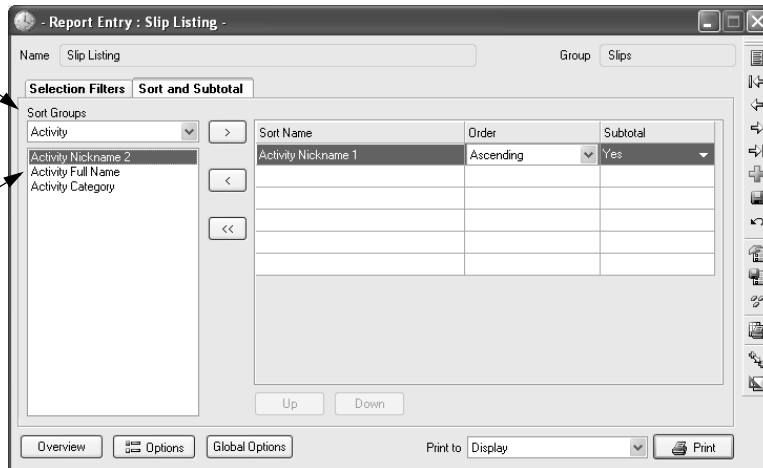 - Report Entry : Slip Listing -
Name Slip Listing Group Slips
Selection Filters Sort and Subtotal
Sort Groups
Activity
>
Sort Name Order Subtotal
Activity Nickname 1 Ascending Yes
Activity Nickname 2
Activity Full Name
Activity Category
<
<<
Up Down
Overview Options Global Options Print to Display Print